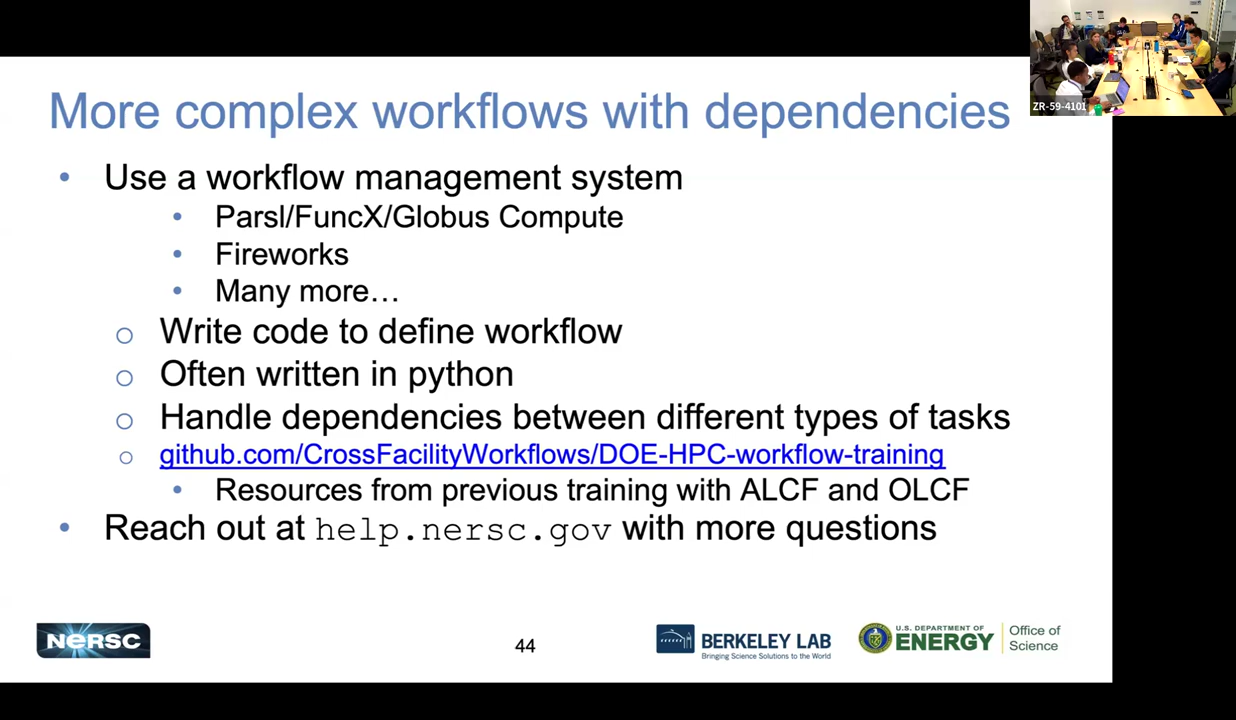 ZR-59-4101
More complex workflows with dependencies
• Use a workflow management system
• Parsl/FuncX/Globus Compute
• Fireworks
• Many more…
o Write code to define workflow
o Often written in python
o Handle dependencies between different types of tasks
o github.com/CrossFacilityWorkflows/DOE-HPC-workflow-training
• Resources from previous training with ALCF and OLCF
• Reach out at help.nersc.gov with more questions
NERSC
44
BERKELEY LAB
Bringing Science Solutions to the World
U.S. DEPARTMENT OF
ENERGY
Office of
Science